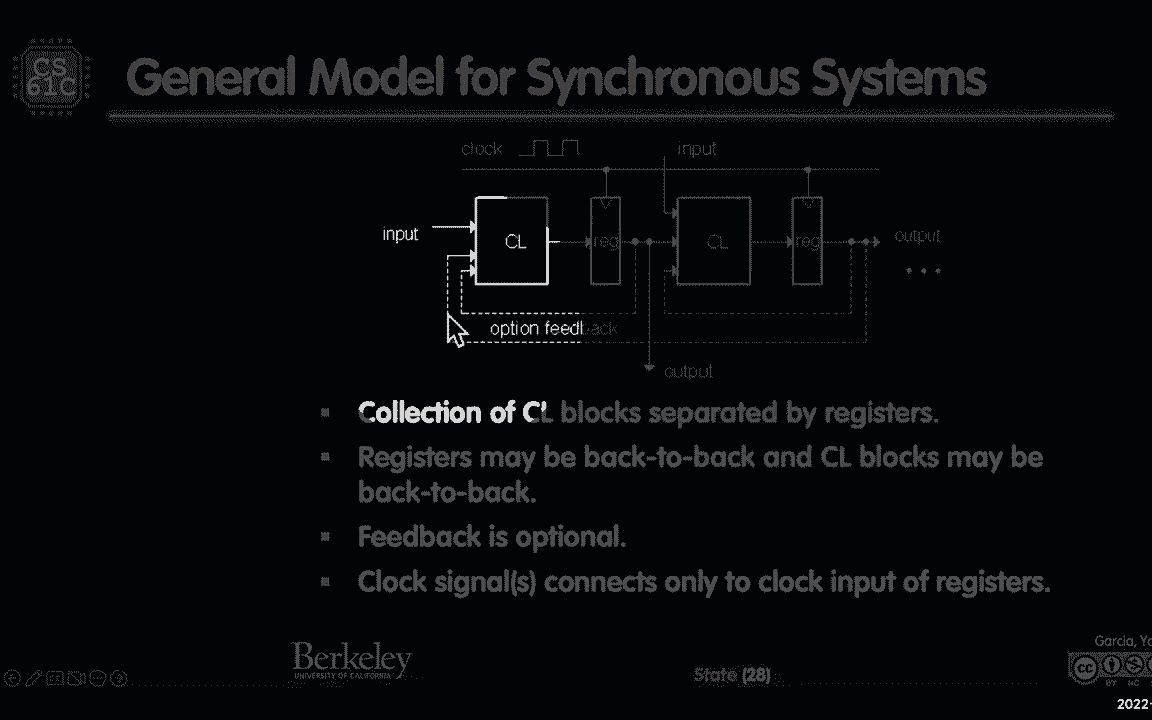 CS
61C
General Model for Synchronous Systems
clock
input
input
CL
reg
CL
reg
output
option feedback
output
Collection of CL blocks separated by registers.
Registers may be back-to-back and CL blocks may be
back-to-back.
Feedback is optional.
Clock signal(s) connects only to clock input of registers.
Berkeley
UNIVERSITY OF CALIFORNIA
State (28)
Garcia,
cc
BY NC
2022-